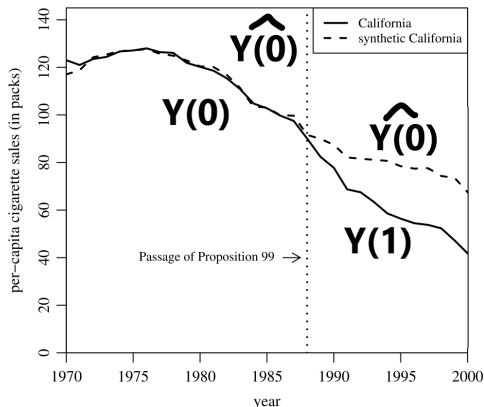 per−capita cigarette sales (in packs)
140
120
100
80
60
40
20
0
Ŷ(0)
California
synthetic California
Y(0)
Ŷ(0)
Y(1)
Passage of Proposition 99
1970 1975 1980 1985 1990 1995 2000
year